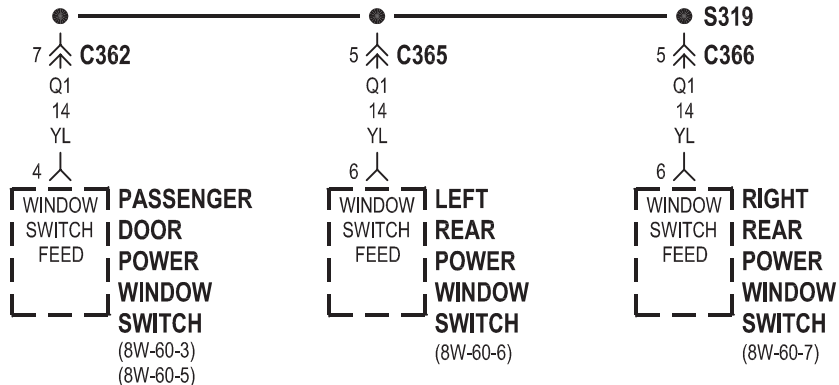 S319
7 C362
Q1
14
YL
4
WINDOW
SWITCH
FEED
PASSENGER
DOOR
POWER
WINDOW
SWITCH
(8W-60-3)
(8W-60-5)
5 C365
Q1
14
YL
6
WINDOW
SWITCH
FEED
LEFT
REAR
POWER
WINDOW
SWITCH
(8W-60-6)
5 C366
Q1
14
YL
6
WINDOW
SWITCH
FEED
RIGHT
REAR
POWER
WINDOW
SWITCH
(8W-60-7)